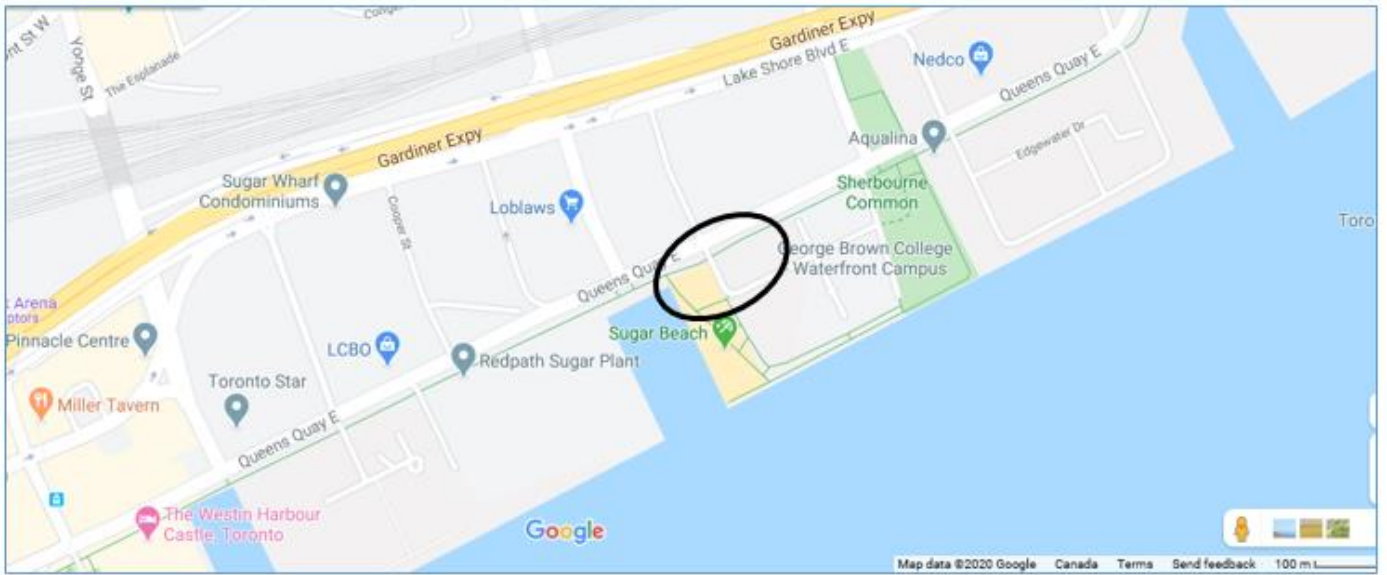 Gardiner Expy
Lake Shore Blvd E
Nedco
Queens Quay E
Yonge St
The Esplanade
Gardiner Expy
Aqualina
Edgewater Dr
Sugar Wharf
Condominiums
Cooper St
Loblaws
Sherbourne
Common
Toro
Queens Quay E
George Brown College
Waterfront Campus
Arena
Pinnacle Centre
LCBO
Redpath Sugar Plant
Sugar Beach
Toronto Star
Miller Tavern
Queens Quay E
The Westin Harbour
Castle, Toronto
Google
Map data ©2020 Google Canada Terms Send feedback 100 m